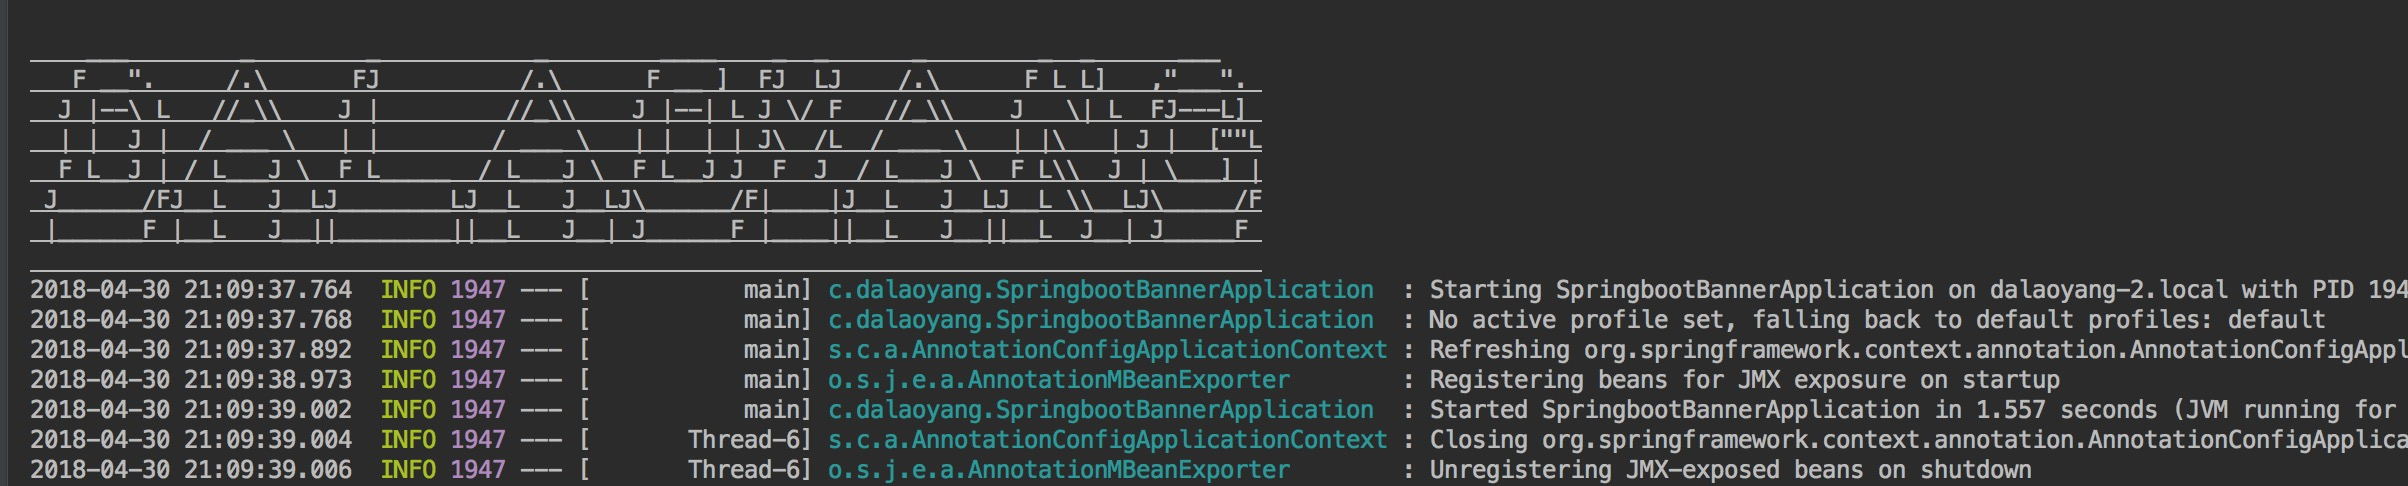 ____        _        _           _        ____    _  _      _        _  _      ___
   F __".     /.\      FJ          /.\      F __ ]  FJ  LJ    /.\      F L L]   ,"___".
  J |--\ L   //_\\    J |         //_\\    J |--| L J \/ F   //_\\    J   \| L  FJ---L]
  | |  J |  / ___ \   | |        / ___ \   | |  | | J\  /L  / ___ \   | |\   | J |  [""L
  F L__J | / L___J \  F L_____  / L___J \  F L__J J  F  J  / L___J \  F L\\  J | \___] |
 J______/FJ__L   J__LJ________LJ__L   J__LJ\______/F|____|J__L   J__LJ__L \\__LJ\_____/F
 |______F |__L   J__||________||__L   J__| J______F |____||__L   J__||__L  J__| J_____F
2018-04-30 21:09:37.764  INFO 1947 --- [           main] c.dalaoyang.SpringbootBannerApplication  : Starting SpringbootBannerApplication on dalaoyang-2.local with PID 194
2018-04-30 21:09:37.768  INFO 1947 --- [           main] c.dalaoyang.SpringbootBannerApplication  : No active profile set, falling back to default profiles: default
2018-04-30 21:09:37.892  INFO 1947 --- [           main] s.c.a.AnnotationConfigApplicationContext : Refreshing org.springframework.context.annotation.AnnotationConfigAppl
2018-04-30 21:09:38.973  INFO 1947 --- [           main] o.s.j.e.a.AnnotationMBeanExporter        : Registering beans for JMX exposure on startup
2018-04-30 21:09:39.002  INFO 1947 --- [           main] c.dalaoyang.SpringbootBannerApplication  : Started SpringbootBannerApplication in 1.557 seconds (JVM running for
2018-04-30 21:09:39.004  INFO 1947 --- [       Thread-6] s.c.a.AnnotationConfigApplicationContext : Closing org.springframework.context.annotation.AnnotationConfigApplica
2018-04-30 21:09:39.006  INFO 1947 --- [       Thread-6] o.s.j.e.a.AnnotationMBeanExporter        : Unregistering JMX-exposed beans on shutdown